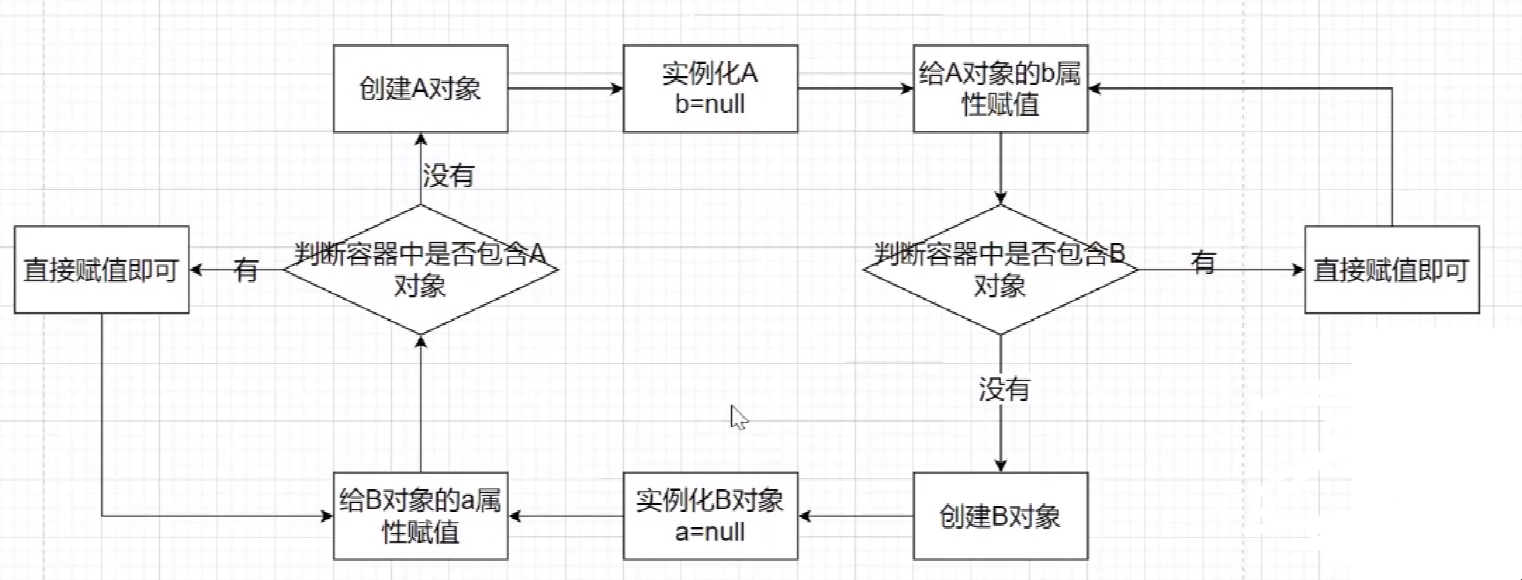 创建A对象
实例化A
b=null
给A对象的b属
性赋值
没有
直接赋值即可
有
判断容器中是否包含A
对象
判断容器中是否包含B
对象
有
直接赋值即可
没有
给B对象的a属
性赋值
实例化B对象
a=null
创建B对象